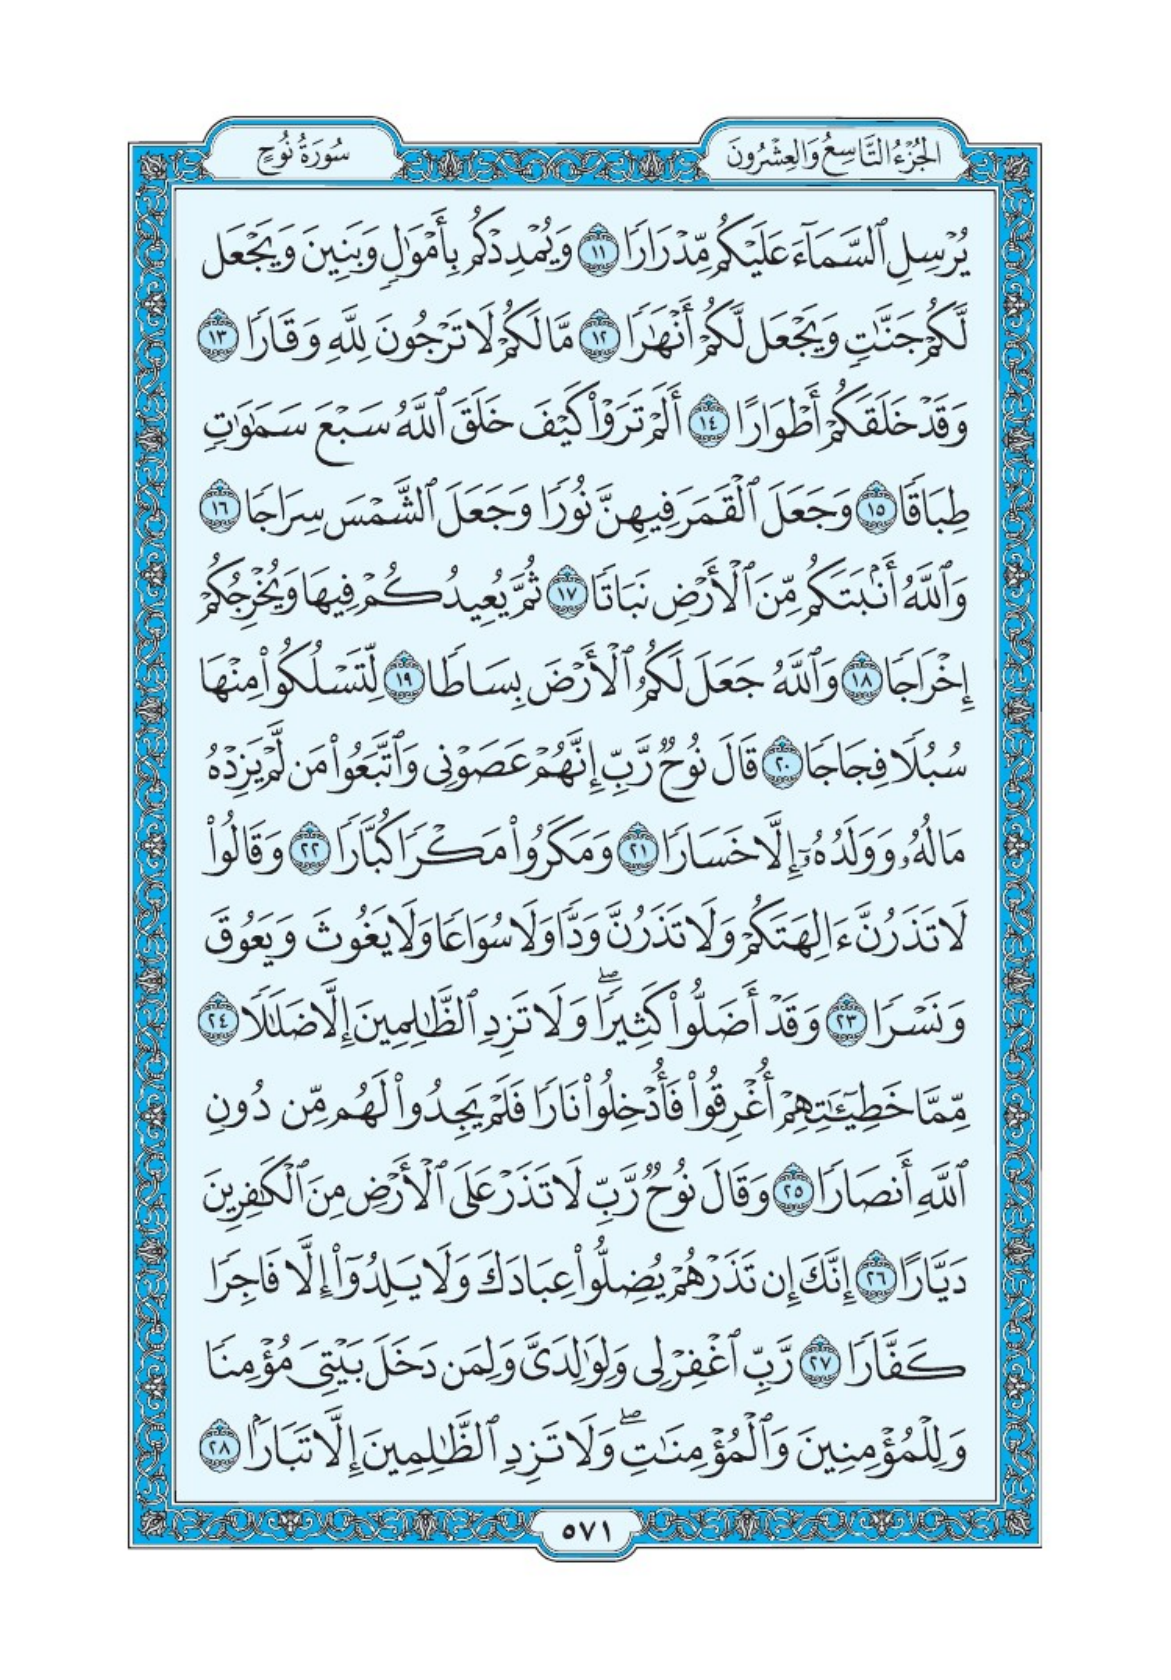 الجُزْءُ التَّاسِعُ وَالعِشْرُونَ
سُورَةُ نُوحٍ
يُرْسِلِ ٱلسَّمَآءَ عَلَيْكُم مِّدْرَارًا ١١ وَيُمْدِدْكُم بِأَمْوَٰلٍ وَبَنِينَ وَيَجْعَل
لَّكُمْ جَنَّٰتٍ وَيَجْعَل لَّكُمْ أَنْهَٰرًا ١٢ مَّا لَكُمْ لَا تَرْجُونَ لِلَّهِ وَقَارًا ١٣
وَقَدْ خَلَقَكُمْ أَطْوَارًا ١٤ أَلَمْ تَرَوْا۟ كَيْفَ خَلَقَ ٱللَّهُ سَبْعَ سَمَٰوَٰتٍ
طِبَاقًا ١٥ وَجَعَلَ ٱلْقَمَرَ فِيهِنَّ نُورًا وَجَعَلَ ٱلشَّمْسَ سِرَاجًا ١٦
وَٱللَّهُ أَنۢبَتَكُم مِّنَ ٱلْأَرْضِ نَبَاتًا ١٧ ثُمَّ يُعِيدُكُمْ فِيهَا وَيُخْرِجُكُمْ
إِخْرَاجًا ١٨ وَٱللَّهُ جَعَلَ لَكُمُ ٱلْأَرْضَ بِسَاطًا ١٩ لِّتَسْلُكُوا۟ مِنْهَا
سُبُلًا فِجَاجًا ٢٠ قَالَ نُوحٌ رَّبِّ إِنَّهُمْ عَصَوْنِى وَٱتَّبَعُوا۟ مَن لَّمْ يَزِدْهُ
مَالُهُۥ وَوَلَدُهُۥٓ إِلَّا خَسَارًا ٢١ وَمَكَرُوا۟ مَكْرًا كُبَّارًا ٢٢ وَقَالُوا۟
لَا تَذَرُنَّ ءَالِهَتَكُمْ وَلَا تَذَرُنَّ وَدًّا وَلَا سُوَاعًا وَلَا يَغُوثَ وَيَعُوقَ
وَنَسْرًا ٢٣ وَقَدْ أَضَلُّوا۟ كَثِيرًا ۖ وَلَا تَزِدِ ٱلظَّٰلِمِينَ إِلَّا ضَلَٰلًا ٢٤
مِّمَّا خَطِيٓـَٰٔتِهِمْ أُغْرِقُوا۟ فَأُدْخِلُوا۟ نَارًا فَلَمْ يَجِدُوا۟ لَهُم مِّن دُونِ
ٱللَّهِ أَنصَارًا ٢٥ وَقَالَ نُوحٌ رَّبِّ لَا تَذَرْ عَلَى ٱلْأَرْضِ مِنَ ٱلْكَٰفِرِينَ
دَيَّارًا ٢٦ إِنَّكَ إِن تَذَرْهُمْ يُضِلُّوا۟ عِبَادَكَ وَلَا يَلِدُوٓا۟ إِلَّا فَاجِرًا
كَفَّارًا ٢٧ رَّبِّ ٱغْفِرْ لِى وَلِوَٰلِدَىَّ وَلِمَن دَخَلَ بَيْتِىَ مُؤْمِنًا
وَلِلْمُؤْمِنِينَ وَٱلْمُؤْمِنَٰتِ ۖ وَلَا تَزِدِ ٱلظَّٰلِمِينَ إِلَّا تَبَارًۢا ٢٨
٥٧١